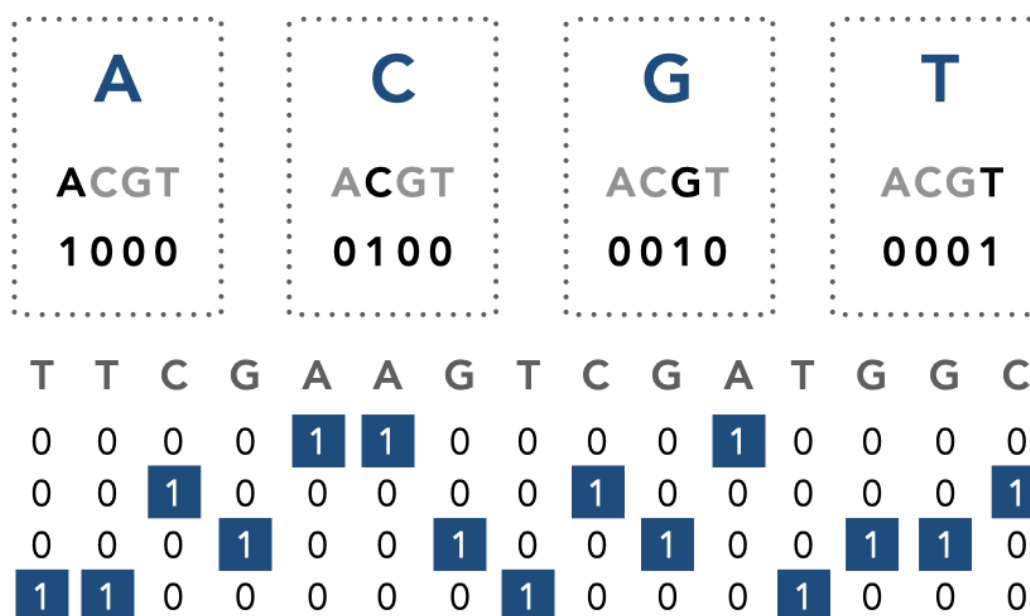 A C G T
ACGT ACGT ACGT ACGT
1000 0100 0010 0001
T T C G A A G T C G A T G G C
0 0 0 0 1 1 0 0 0 0 1 0 0 0 0
0 0 1 0 0 0 0 0 1 0 0 0 0 0 1
0 0 0 1 0 0 1 0 0 1 0 0 1 1 0
1 1 0 0 0 0 0 1 0 0 0 1 0 0 0